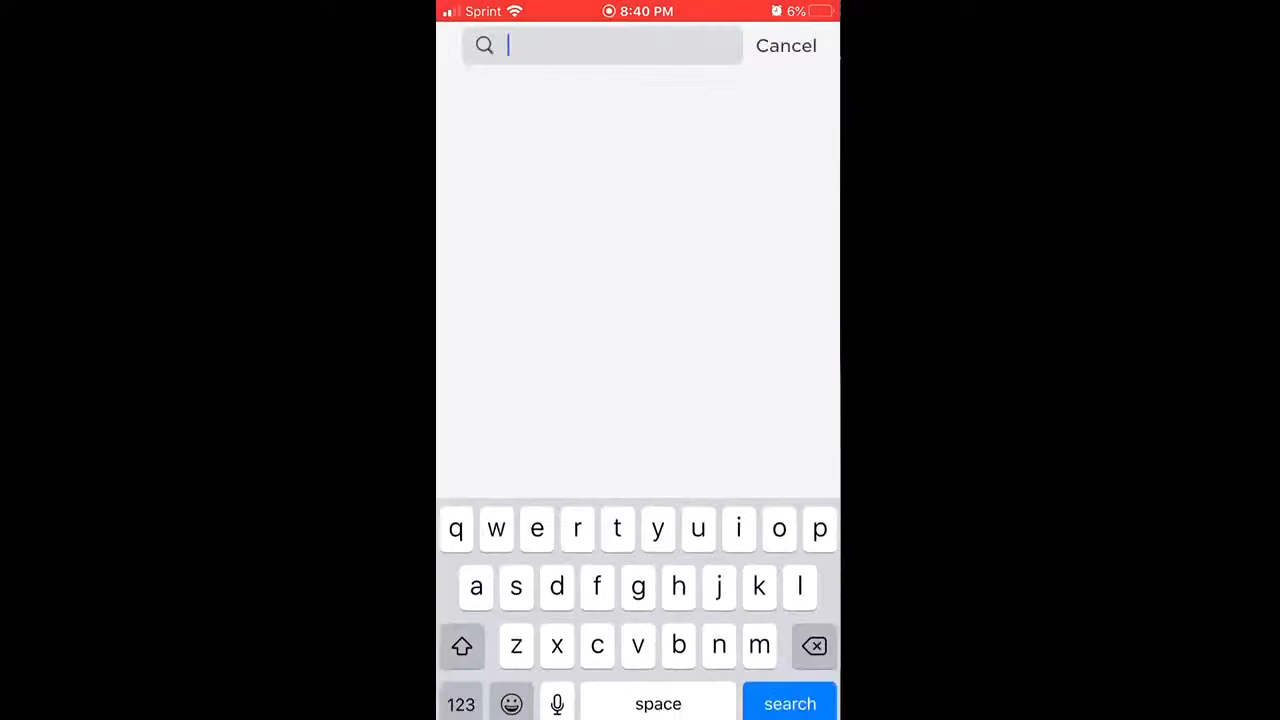 Sprint 8:40 PM 6%
Cancel
q w e r t y u i o p
a s d f g h j k l
z x c v b n m
123 space search